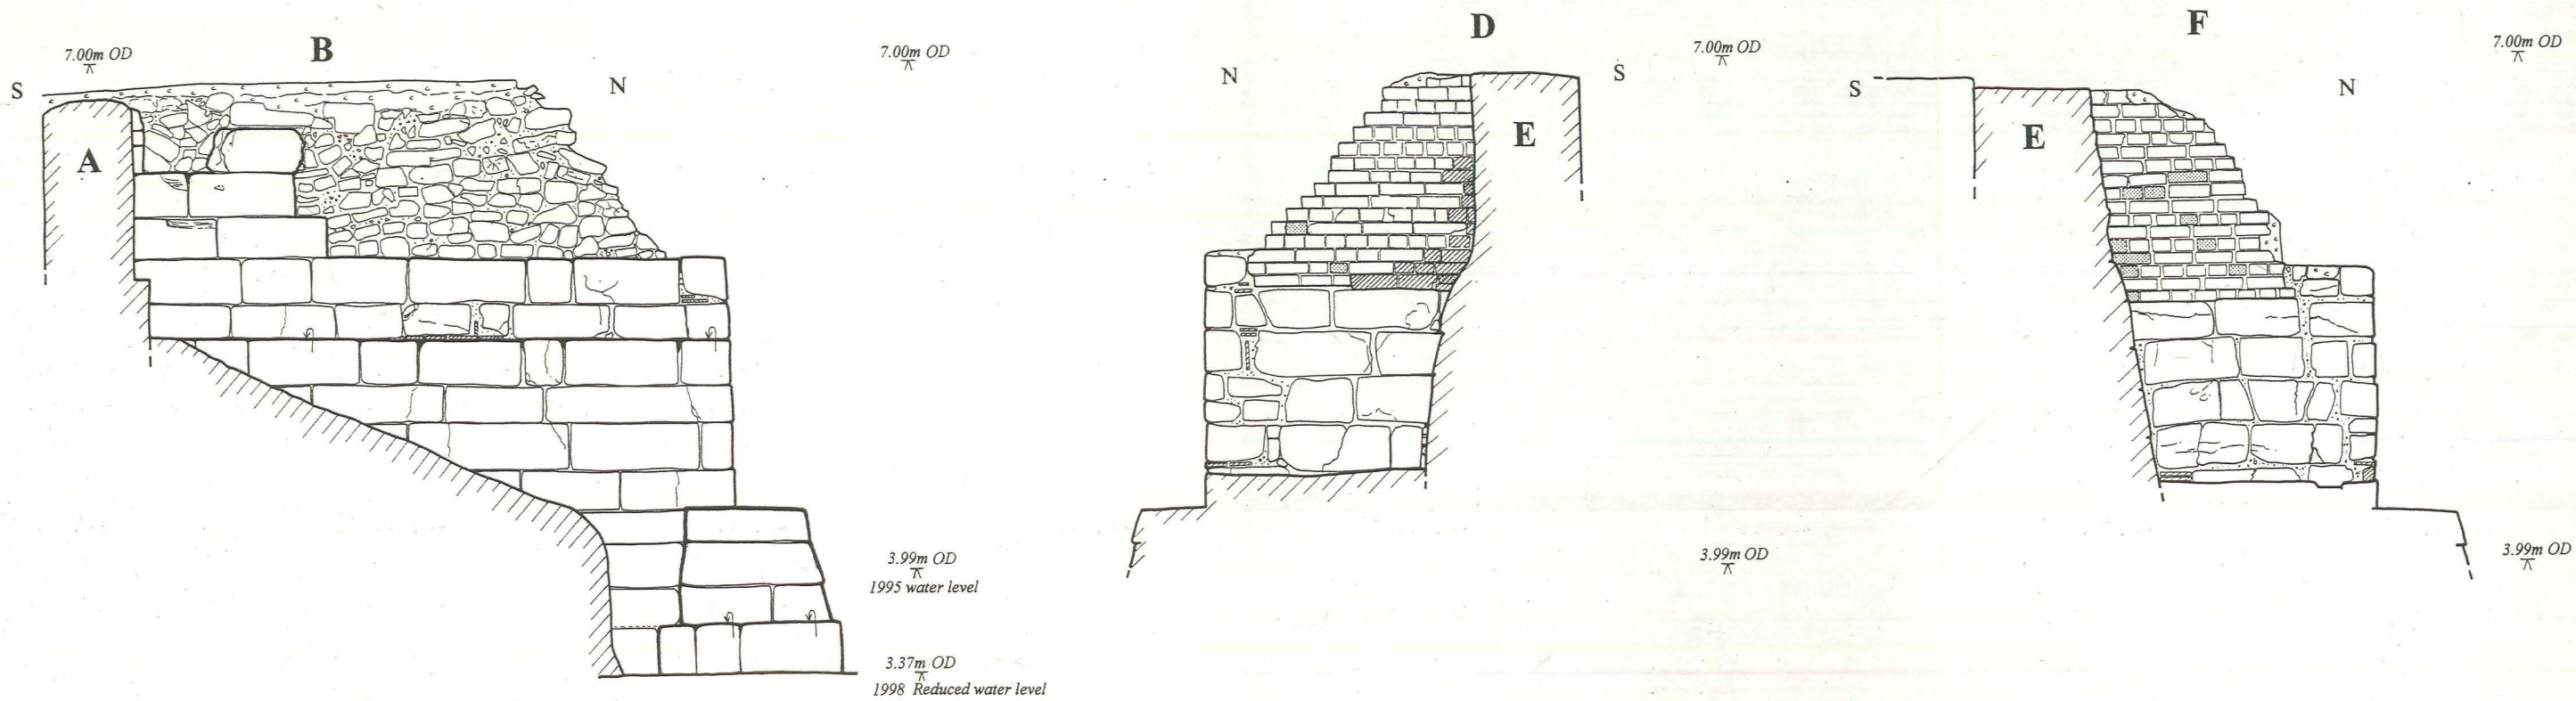 B
7.00m OD
S
N
A
7.00m OD
3.99m OD
1995 water level
3.37m OD
1998 Reduced water level
D
N
S
E
7.00m OD
3.99m OD
F
S
N
E
7.00m OD
3.99m OD